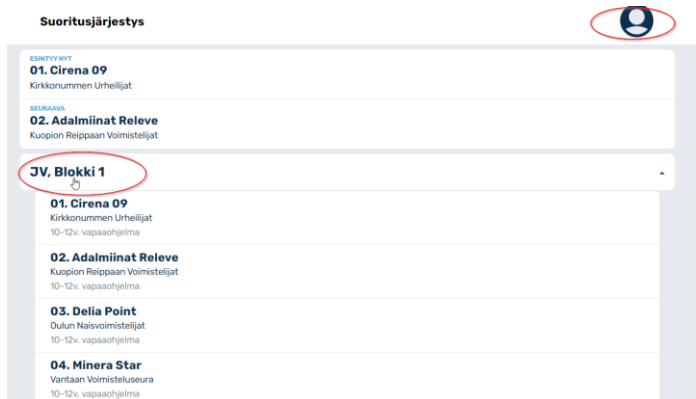 Suoritusjärjestys
ESIINTYY NYT
01. Cirena 09
Kirkkonummen Urheilijat
SEURAAVA
02. Adalmiinat Releve
Kuopion Reippaan Voimistelijat
JV, Blokki 1
01. Cirena 09
Kirkkonummen Urheilijat
10-12v. vapaaohjelma
02. Adalmiinat Releve
Kuopion Reippaan Voimistelijat
10-12v. vapaaohjelma
03. Delia Point
Oulun Naisvoimistelijat
10-12v. vapaaohjelma
04. Minera Star
Vantaan Voimisteluseura
10-12v. vapaaohjelma